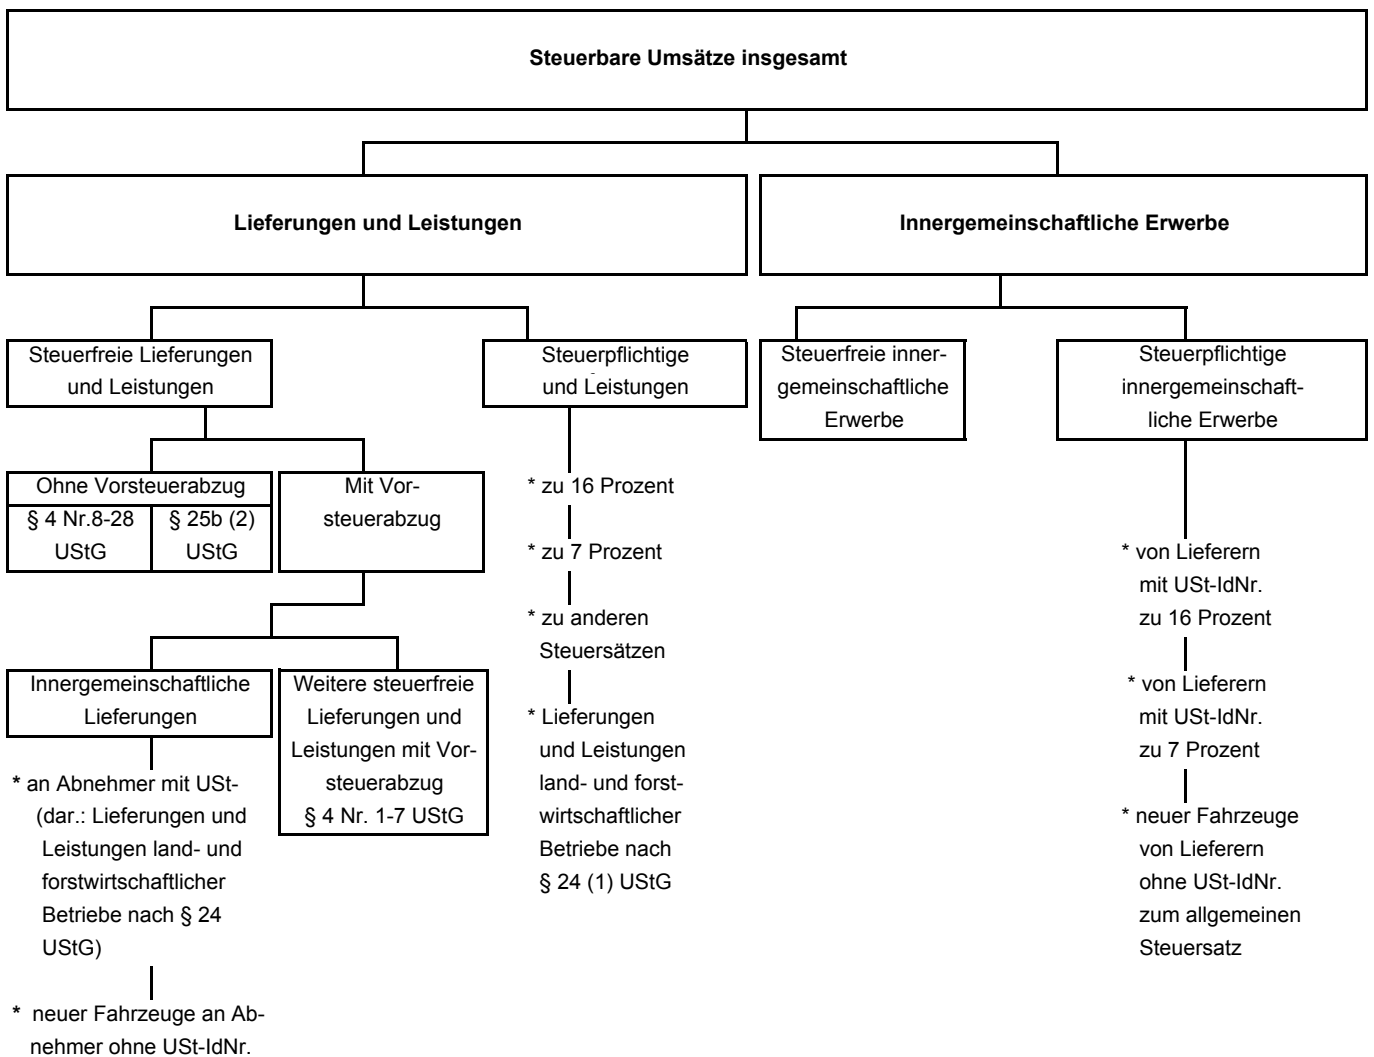 Steuerbare Umsätze insgesamt
Lieferungen und Leistungen
Innergemeinschaftliche Erwerbe
Steuerfreie Lieferungen
und Leistungen
Steuerpflichtige
und Leistungen
Steuerfreie inner-
gemeinschaftliche
Erwerbe
Steuerpflichtige
innergemeinschaft-
liche Erwerbe
Ohne Vorsteuerabzug
§ 4 Nr.8-28
UStG
§ 25b (2)
UStG
Mit Vor-
steuerabzug
Innergemeinschaftliche
Lieferungen
* an Abnehmer mit USt-
(dar.: Lieferungen und
Leistungen land- und
forstwirtschaftlicher
Betriebe nach § 24
UStG)
* neuer Fahrzeuge an Ab-
nehmer ohne USt-IdNr.
Weitere steuerfreie
Lieferungen und
Leistungen mit Vor-
steuerabzug
§ 4 Nr. 1-7 UStG
* zu 16 Prozent
* zu 7 Prozent
* zu anderen
Steuersätzen
* Lieferungen
und Leistungen
land- und forst-
wirtschaftlicher
Betriebe nach
§ 24 (1) UStG
* von Lieferern
mit USt-IdNr.
zu 16 Prozent
* von Lieferern
mit USt-IdNr.
zu 7 Prozent
* neuer Fahrzeuge
von Lieferern
ohne USt-IdNr.
zum allgemeinen
Steuersatz